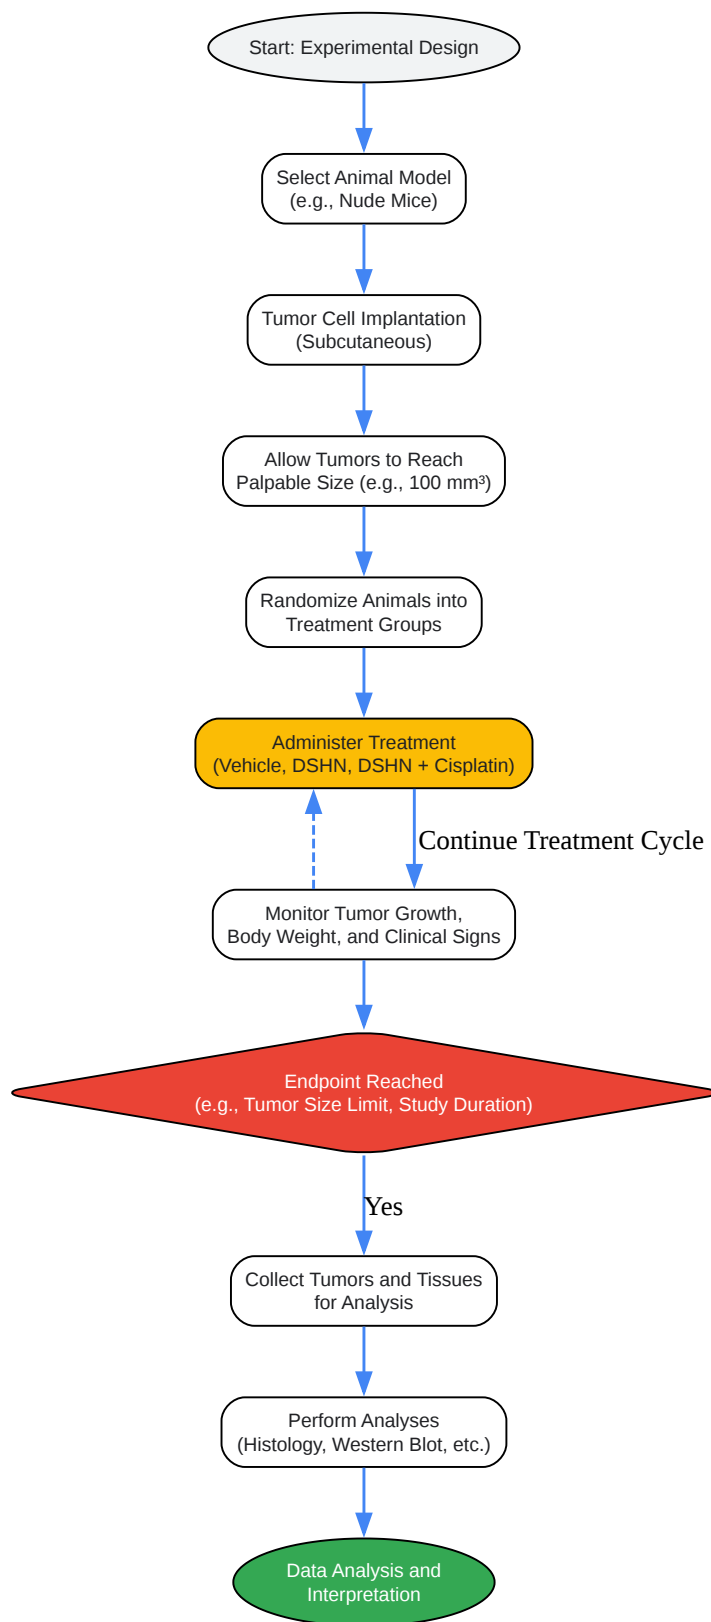 Start: Experimental Design
Select Animal Model
(e.g., Nude Mice)
Tumor Cell Implantation
(Subcutaneous)
Allow Tumors to Reach
Palpable Size (e.g., 100 mm³)
Randomize Animals into
Treatment Groups
Administer Treatment
(Vehicle, DSHN, DSHN + Cisplatin)
Continue Treatment Cycle
Monitor Tumor Growth,
Body Weight, and Clinical Signs
Endpoint Reached
(e.g., Tumor Size Limit, Study Duration)
Yes
Collect Tumors and Tissues
for Analysis
Perform Analyses
(Histology, Western Blot, etc.)
Data Analysis and
Interpretation